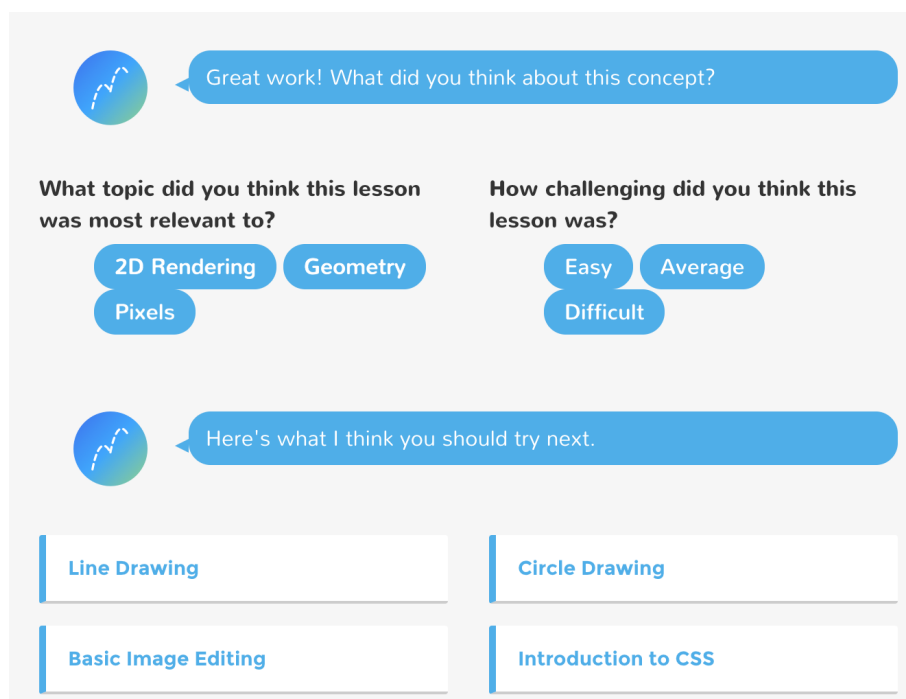 Great work! What did you think about this concept?
What topic did you think this lesson
was most relevant to?
2D Rendering
Geometry
Pixels
How challenging did you think this
lesson was?
Easy
Average
Difficult
Here's what I think you should try next.
Line Drawing
Circle Drawing
Basic Image Editing
Introduction to CSS